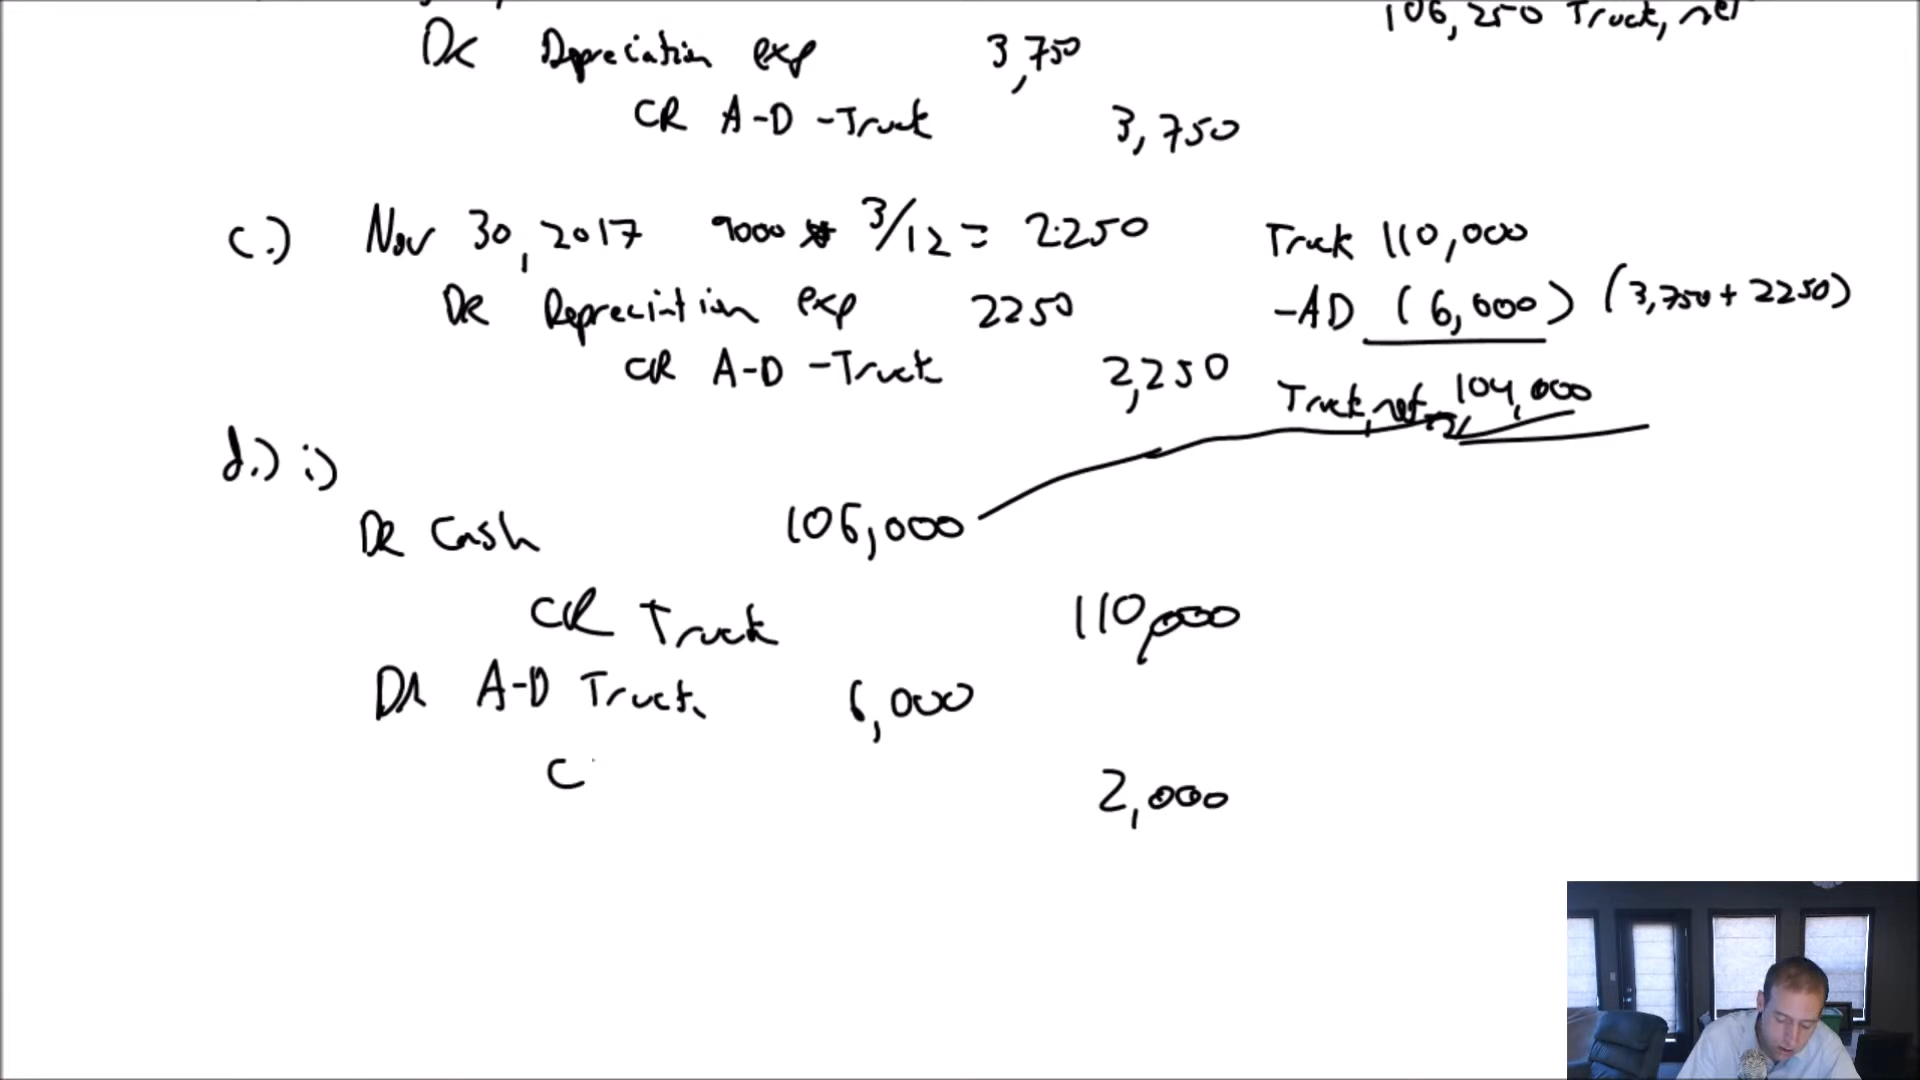 106,250 Truck, net
DR Depreciation exp 3,750
CR A-D -Truck 3,750
c.) Nov 30, 2017 9000 * 3/12 = 2250 Truck 110,000
DR Depreciation exp 2250 -AD (6,000) (3,750 + 2250)
CR A-D -Truck 2,250 Truck, net 104,000
d.) i)
DR Cash 106,000
CR Truck 110,000
DR A-D Truck 6,000
C 2,000